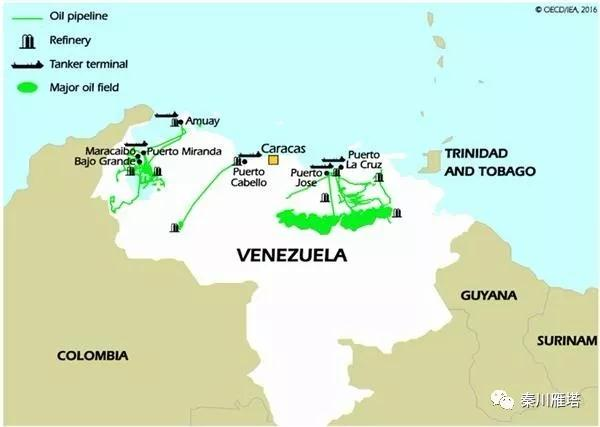 © OECD/IEA, 2016
Oil pipeline
Refinery
Tanker terminal
Major oil field
Amuay
Maracaibo
Puerto Miranda
Bajo Grande
Caracas
Puerto
Cabello
Puerto
La Cruz
Puerto
Jose
TRINIDAD
AND TOBAGO
VENEZUELA
GUYANA
SURINAM
COLOMBIA
秦川雁塔